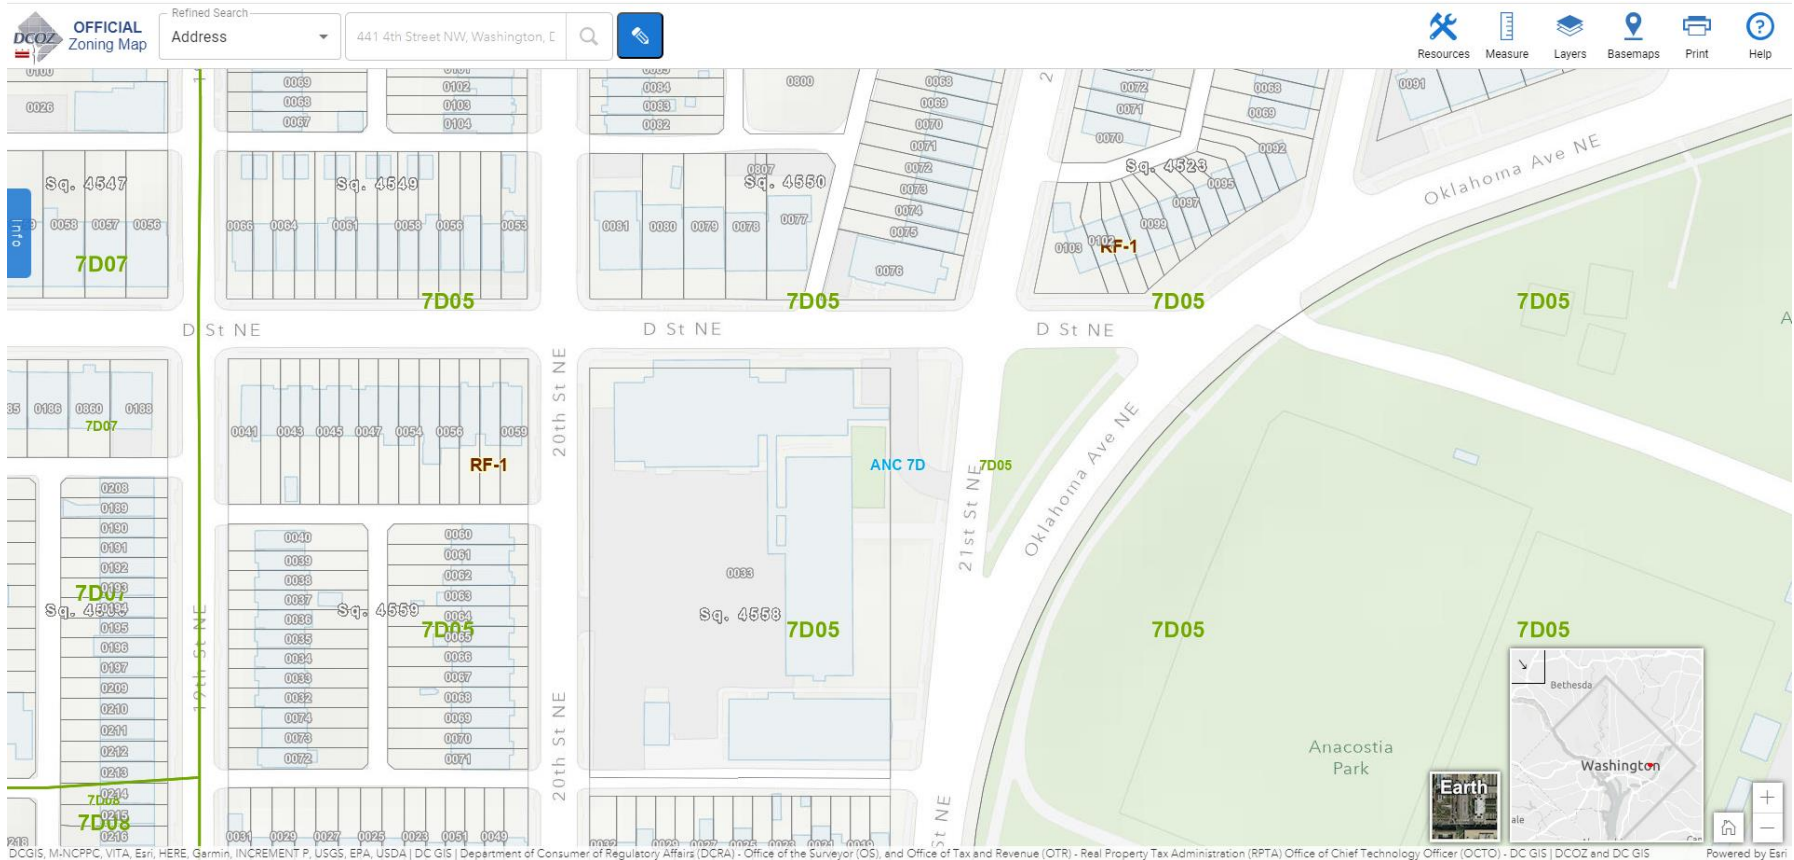 DCOZ
OFFICIAL
Zoning Map
Refined Search
Address
441 4th Street NW, Washington, D
Resources
Measure
Layers
Basemaps
Print
Help
0026
0069
0068
0067
0102
0103
0104
0084
0083
0082
0800
0068
0069
0070
0071
0072
0073
0074
0075
0076
0072
0071
0070
0068
0069
0091
0092
Oklahoma Ave NE
Info
Sq. 4547
0058
0057
0056
7D07
Sq. 4549
0066
0064
0061
0058
0056
0053
7D05
0807
Sq. 4550
0081
0080
0079
0078
0077
7D05
Sq. 4523
0095
0097
0099
0102
0103
RF-1
7D05
7D05
D St NE
D St NE
D St NE
0186
0860
0188
7D07
0041
0043
0045
0047
0054
0056
0059
RF-1
20th St NE
ANC 7D
7D05
21st St NE
Oklahoma Ave NE
0208
0189
0190
0191
0192
0193
7D07
0194
0195
0196
0197
0209
0210
0211
0212
0213
0214
7D08
0215
7D08
0216
19th St NE
0040
0039
0038
0037
0036
0035
0034
0033
0032
0074
0073
0072
Sq. 4559
0060
0061
0062
0063
0064
7D05
0065
0066
0067
0068
0069
0070
0071
0033
Sq. 4558
7D05
7D05
7D05
20th St NE
St NE
0031
0029
0027
0025
0023
0051
0049
Anacostia
Park
Earth
Bethesda
Washington
DCGIS, M-NCPPC, VITA, Esri, HERE, Garmin, INCREMENT P, USGS, EPA, USDA | DC GIS | Department of Consumer of Regulatory Affairs (DCRA) - Office of the Surveyor (OS), and Office of Tax and Revenue (OTR) - Real Property Tax Administration (RPTA) Office of Chief Technology Officer (OCTO) - DC GIS | DCOZ and DC GIS
Powered by Esri